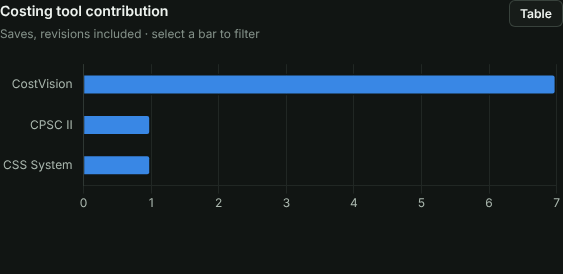 Costing tool contribution
Table
Saves, revisions included · select a bar to filter
CostVision
CPSC II
CSS System
0 1 2 3 4 5 6 7